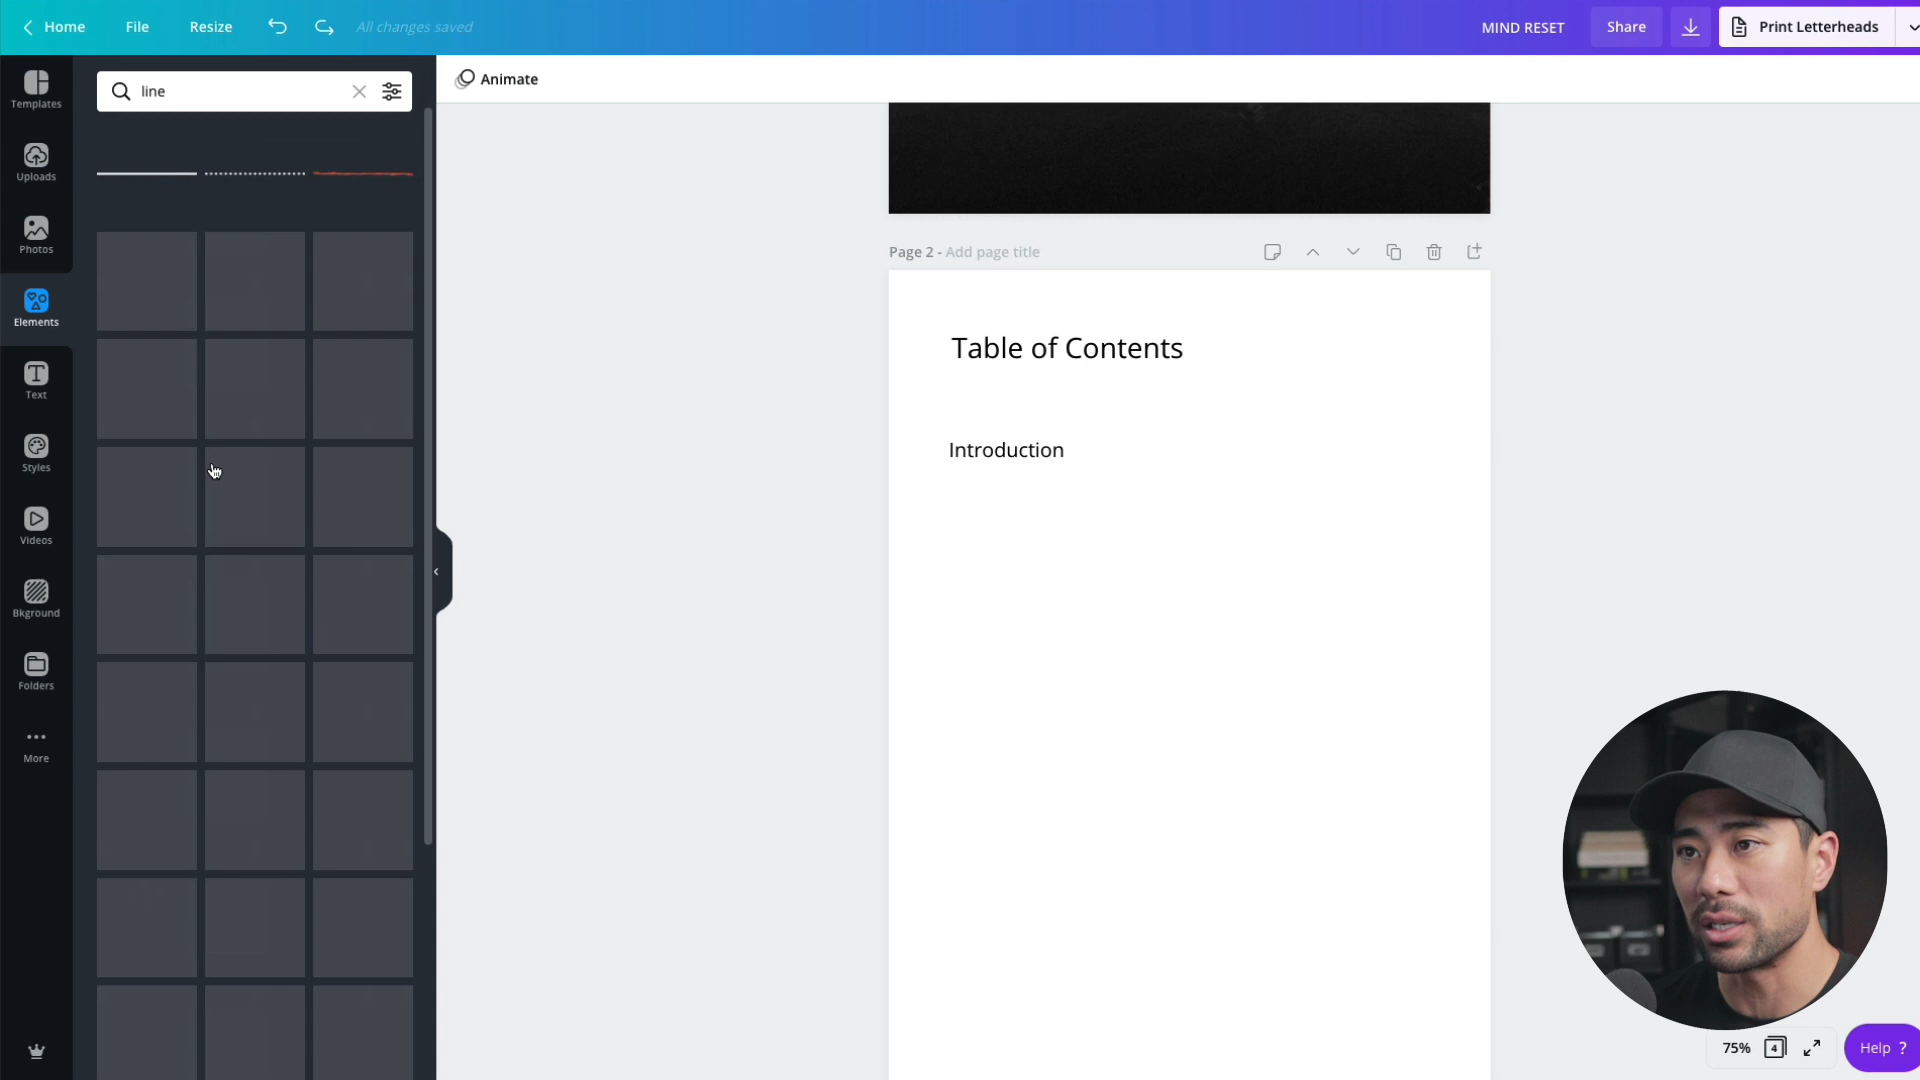 Home
File
Resize
All changes saved
MIND RESET
Share
Print Letterheads
Templates
Uploads
Photos
Elements
Text
Styles
Videos
Bkground
Folders
More
line
Animate
Page 2 - Add page title
Table of Contents
Introduction
75%
4
Help ?